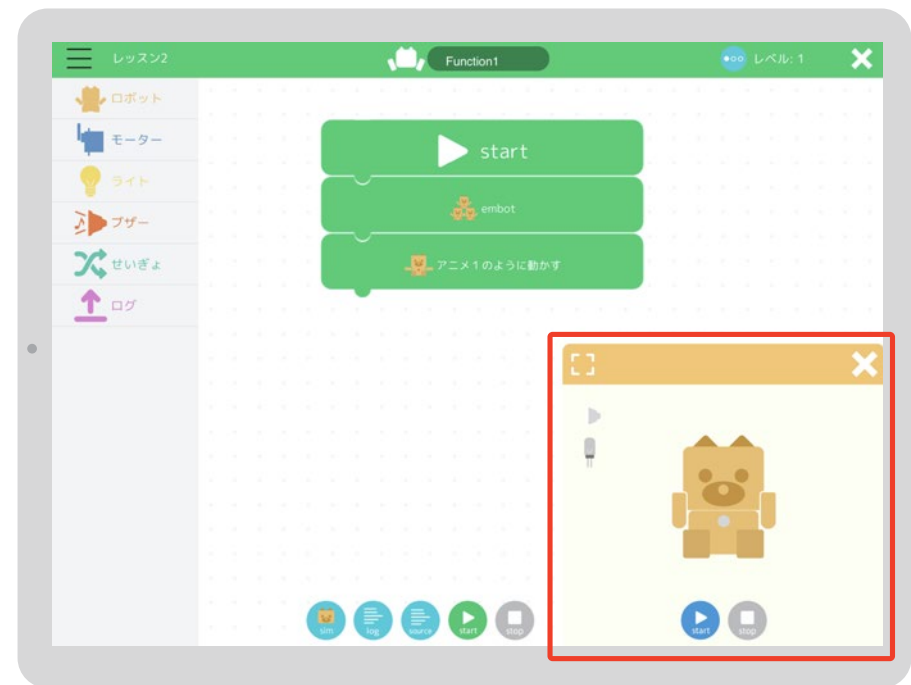 レッスン2
Function1
レベル: 1
ロボット
モーター
ライト
ブザー
せいぎょ
ログ
start
embot
アニメ1のように動かす
sim
log
source
start
stop
start
stop